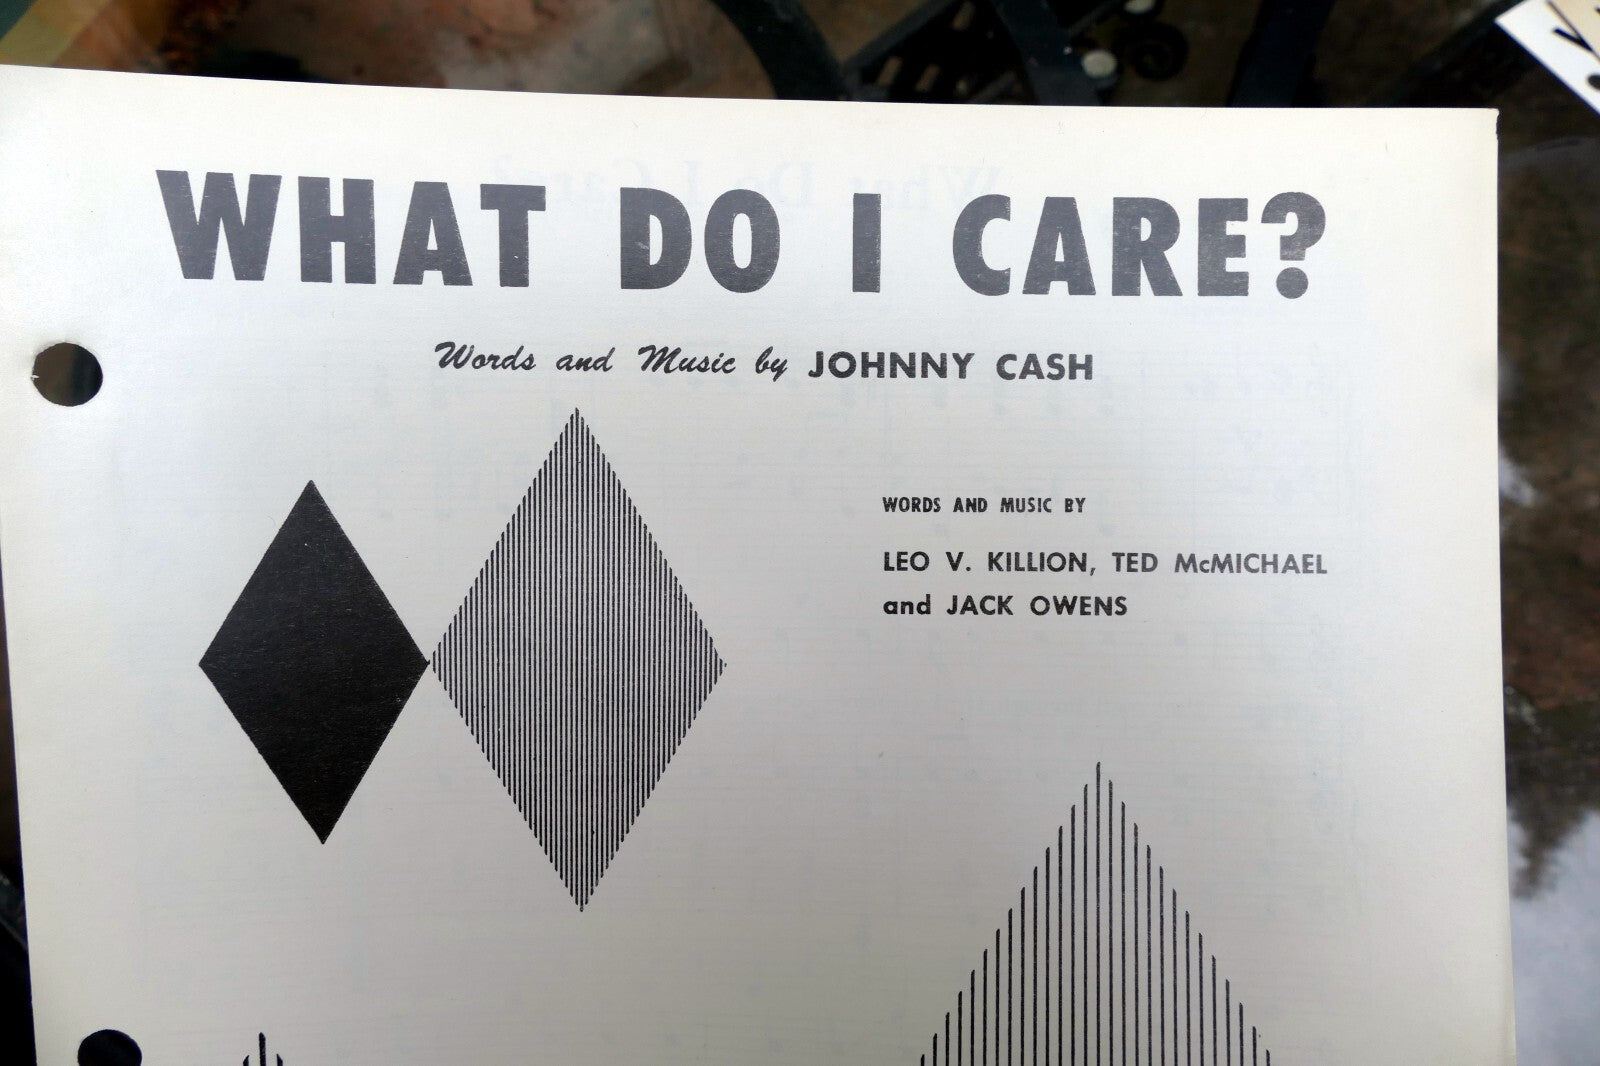 WHAT DO I CARE?
Words and Music by JOHNNY CASH
WORDS AND MUSIC BY
LEO V. KILLION, TED McMICHAEL
and JACK OWENS